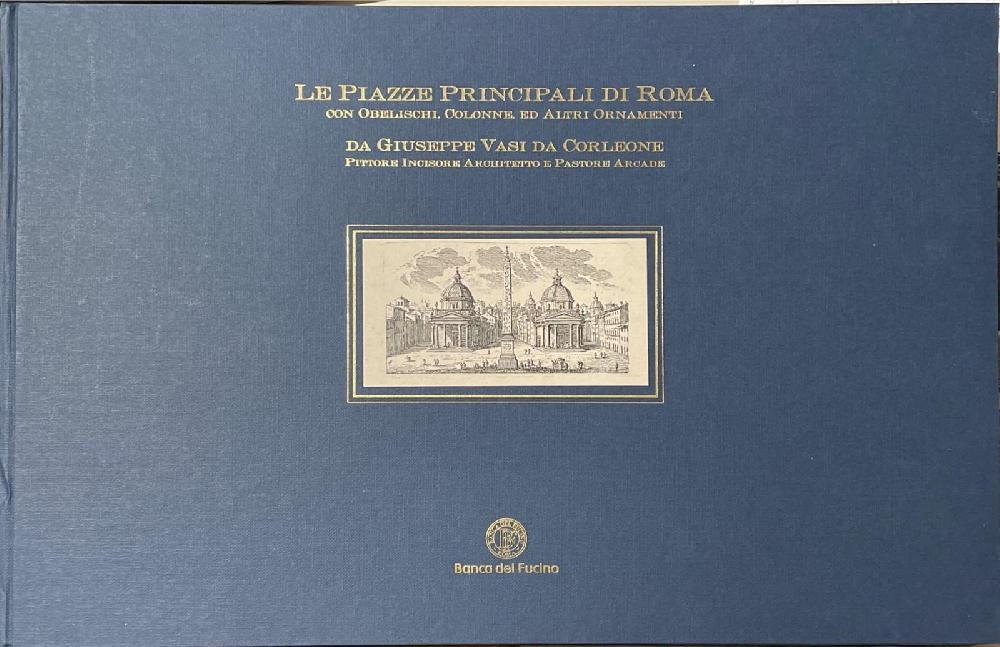 LE PIAZZE PRINCIPALI DI ROMA
CON OBELISCHI, COLONNE, ED ALTRI ORNAMENTI
DA GIUSEPPE VASI DA CORLEONE
PITTORE INCISORE ARCHITETTO E PASTORE ARCADE
Banca del Fucino